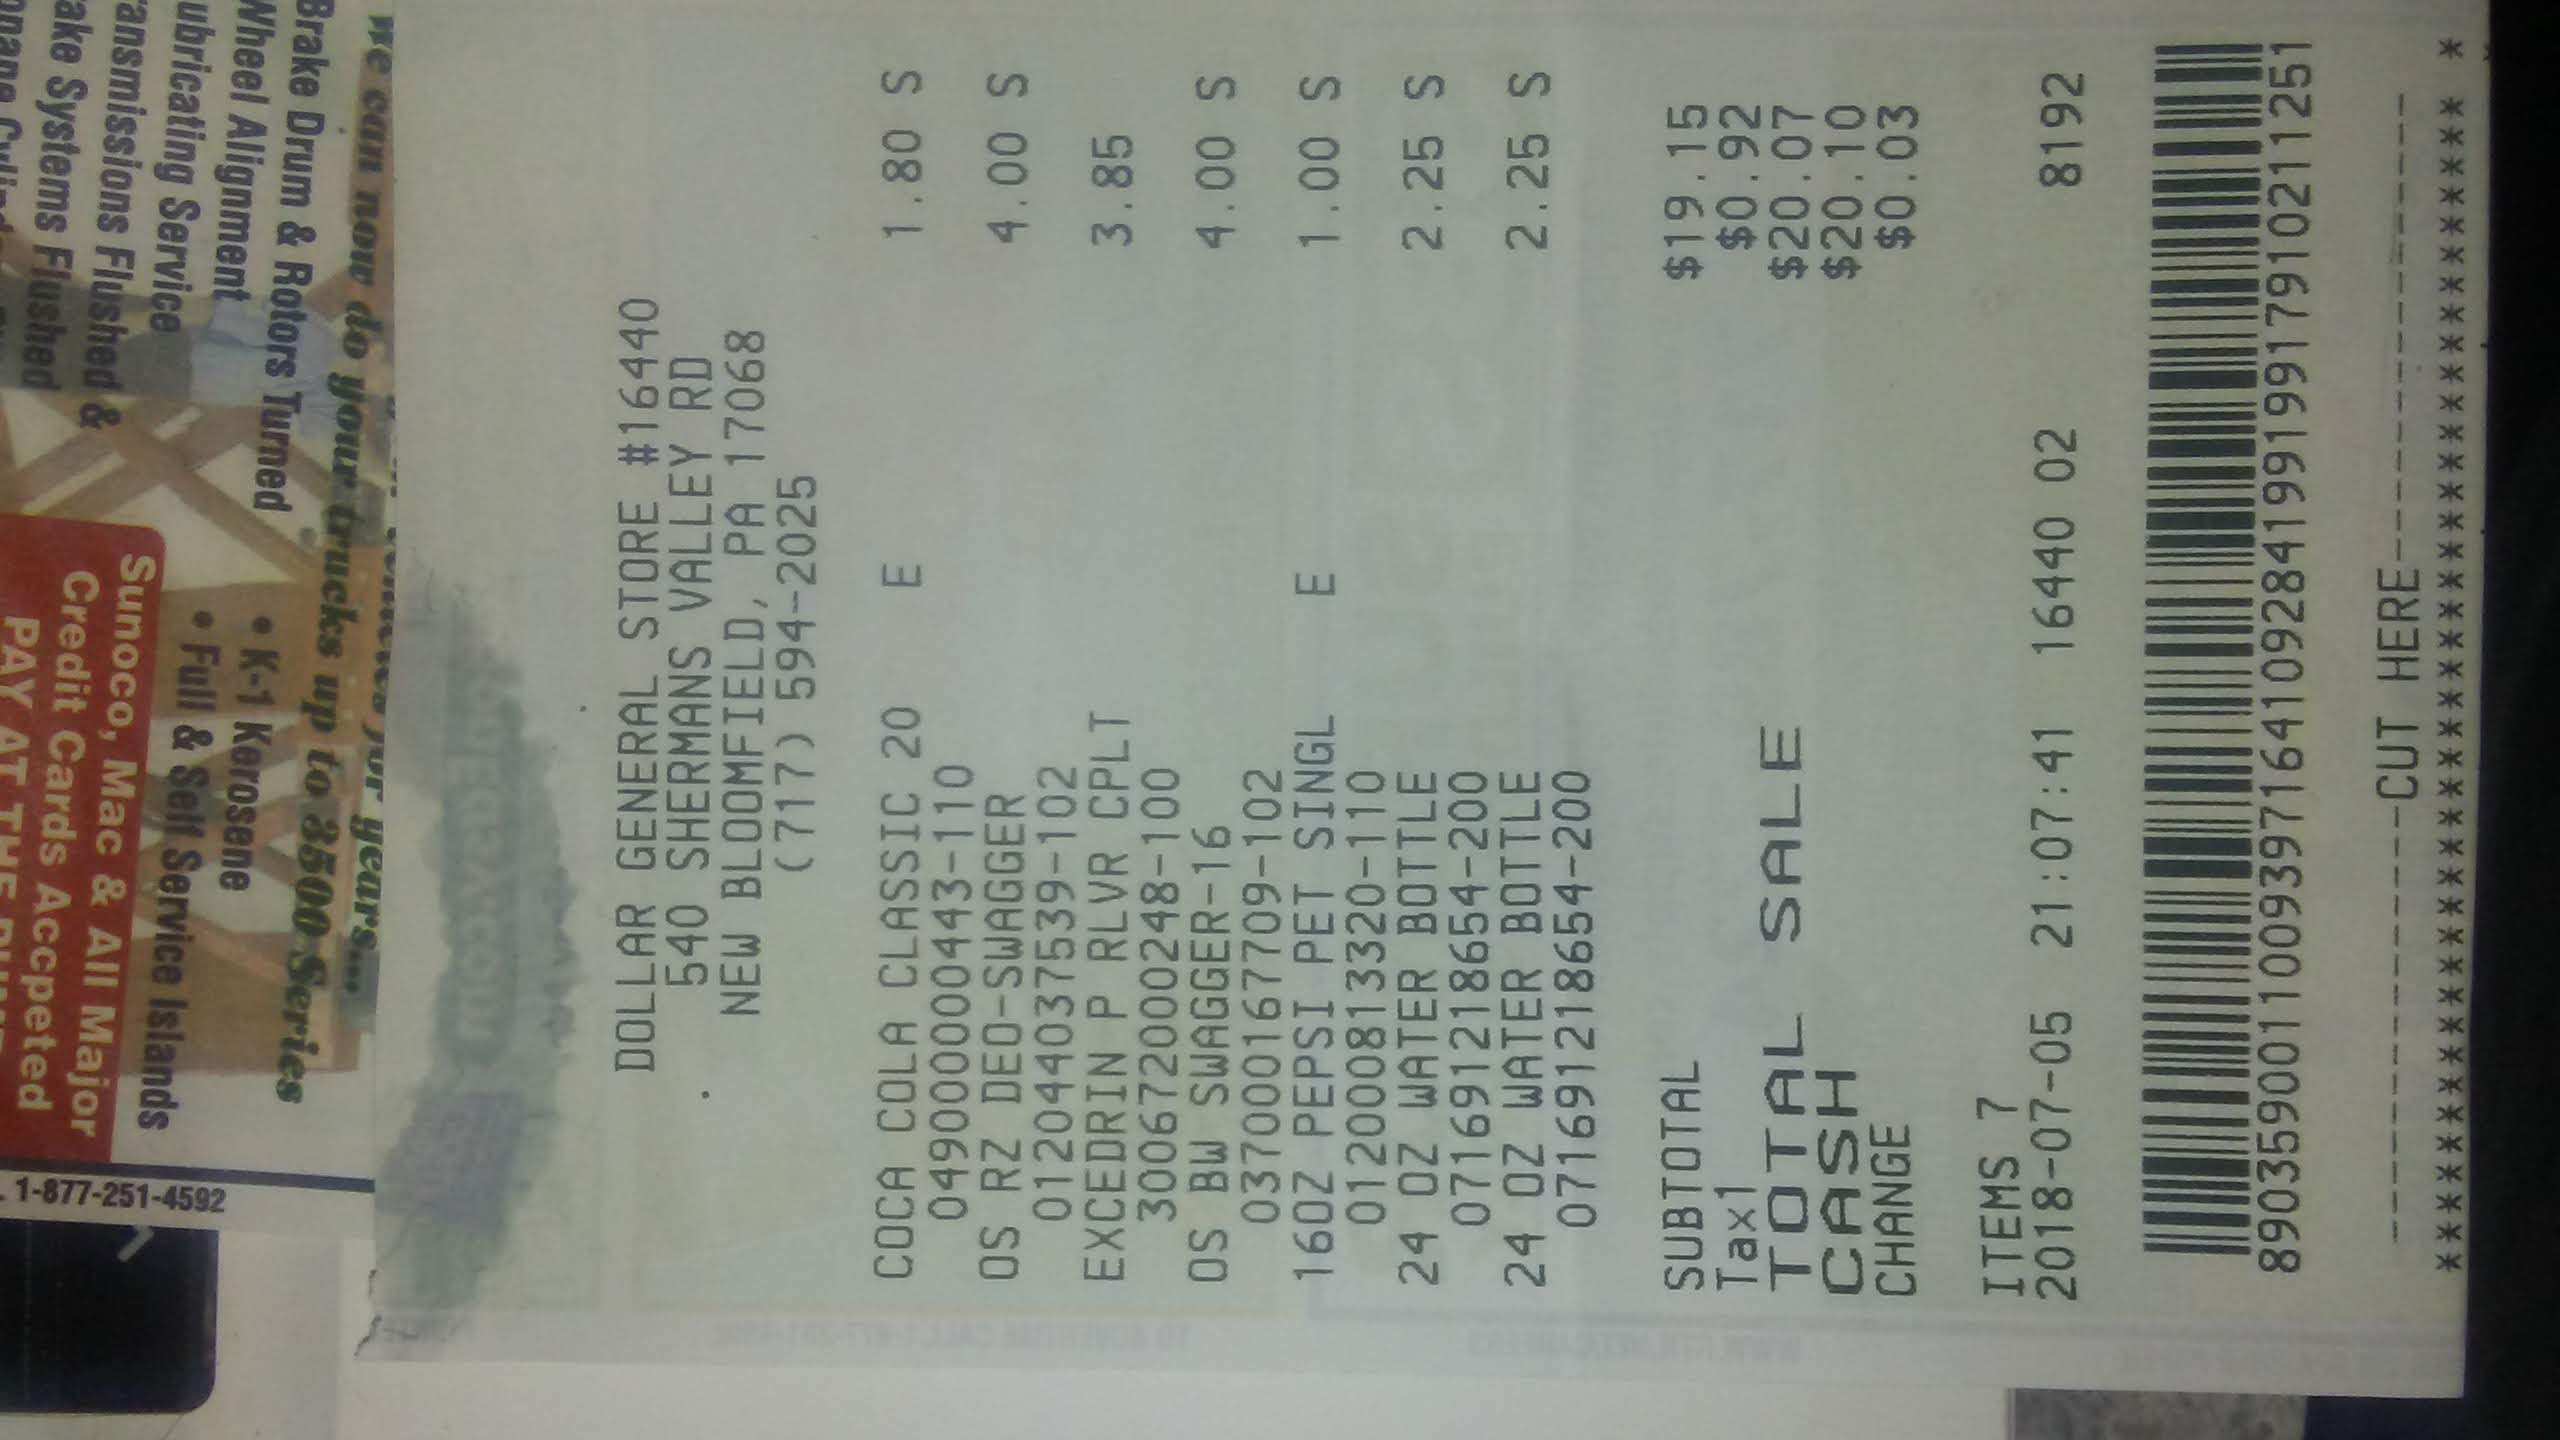 DOLLAR GENERAL STORE #16440
540 SHERMANS VALLEY RD
NEW BLOOMFIELD, PA 17068
(717) 594-2025
COCA COLA CLASSIC 20 E 1.80 S
049000000443-110
OS RZ DEO-SWAGGER 4.00 S
012044037539-102
EXCEDRIN P RLVR CPLT 3.85
300672000248-100
OS BW SWAGGER-16 4.00 S
037000167709-102
16OZ PEPSI PET SINGL E 1.00 S
012000813320-110
24 OZ WATER BOTTLE 2.25 S
071691218654-200
24 OZ WATER BOTTLE 2.25 S
071691218654-200
SUBTOTAL $19.15
Tax1 $0.92
TOTAL SALE $20.07
CASH $20.10
CHANGE $0.03
ITEMS 7
2018-07-05 21:07:41 16440 02 8192
890359001100939716410928419919917910211251
CUT HERE
we can now do your trucks up to 3500 Series
Brake Drum & Rotors Turned
Wheel Alignment
ubricating Service
ransmissions Flushed &
ake Systems Flushed
• K-1 Kerosene
• Full & Self Service Islands
Sunoco, Mac & All Major
Credit Cards Accpeted
PAY AT THE
1-877-251-4592